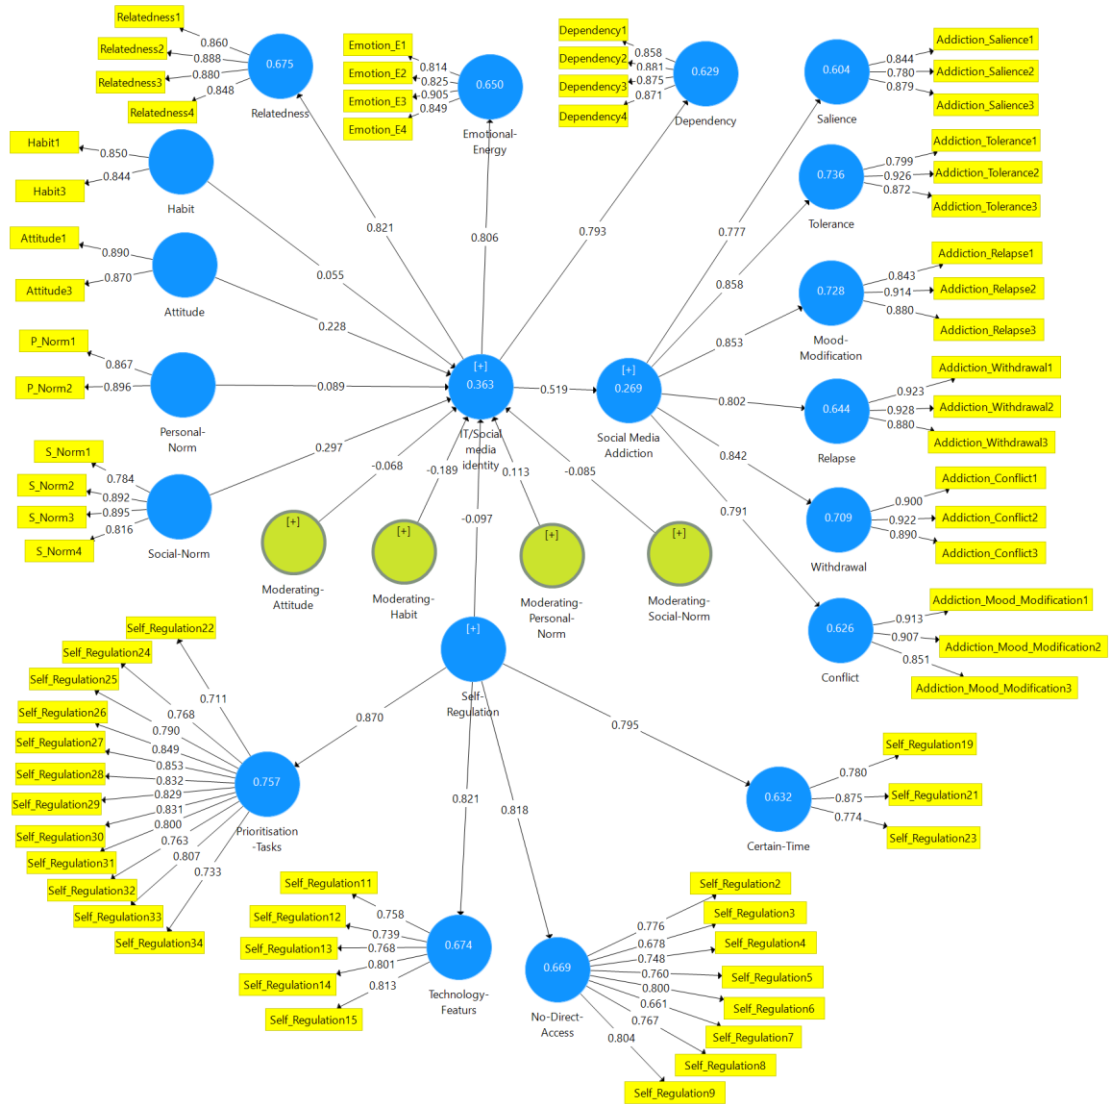 Relatedness1
Relatedness2
Relatedness3
Relatedness4
0.860
0.888
0.880
0.848
0.675
Relatedness
Emotion_E1
Emotion_E2
Emotion_E3
Emotion_E4
0.814
0.825
0.905
0.849
0.650
Emotional-
Energy
Dependency1
Dependency2
Dependency3
Dependency4
0.858
0.881
0.875
0.871
0.629
Dependency
0.604
Salience
0.844
0.780
0.879
Addiction_Salience1
Addiction_Salience2
Addiction_Salience3
Habit1
Habit3
0.850
0.844
Habit
0.736
Tolerance
0.799
0.926
0.872
Addiction_Tolerance1
Addiction_Tolerance2
Addiction_Tolerance3
Attitude1
Attitude3
0.890
0.870
Attitude
0.821
0.806
0.793
0.777
0.055
0.228
0.858
0.728
Mood-
Modification
0.843
0.914
0.880
Addiction_Relapse1
Addiction_Relapse2
Addiction_Relapse3
P_Norm1
P_Norm2
0.867
0.896
Personal-
Norm
0.089
[+]
0.363
IT/Social
media
identity
0.519
[+]
0.269
Social Media
Addiction
0.853
0.802
0.644
Relapse
0.923
0.928
0.880
Addiction_Withdrawal1
Addiction_Withdrawal2
Addiction_Withdrawal3
S_Norm1
S_Norm2
S_Norm3
S_Norm4
0.784
0.892
0.895
0.816
Social-Norm
0.297
-0.068
-0.189
0.113
-0.085
0.842
0.791
0.709
Withdrawal
0.900
0.922
0.890
Addiction_Conflict1
Addiction_Conflict2
Addiction_Conflict3
[+]
Moderating-
Attitude
[+]
Moderating-
Habit
-0.097
[+]
Moderating-
Personal-
Norm
[+]
Moderating-
Social-Norm
0.626
Conflict
0.913
0.907
0.851
Addiction_Mood_Modification1
Addiction_Mood_Modification2
Addiction_Mood_Modification3
[+]
Self-
Regulation
0.870
0.821
0.818
0.795
Self_Regulation22
Self_Regulation24
Self_Regulation25
Self_Regulation26
Self_Regulation27
Self_Regulation28
Self_Regulation29
Self_Regulation30
Self_Regulation31
Self_Regulation32
Self_Regulation33
Self_Regulation34
0.711
0.768
0.790
0.849
0.853
0.832
0.829
0.831
0.800
0.763
0.807
0.733
0.757
Prioritisation
-Tasks
0.632
Certain-Time
0.780
0.875
0.774
Self_Regulation19
Self_Regulation21
Self_Regulation23
Self_Regulation11
Self_Regulation12
Self_Regulation13
Self_Regulation14
Self_Regulation15
0.758
0.739
0.768
0.801
0.813
0.674
Technology-
Featurs
0.669
No-Direct-
Access
0.776
0.678
0.748
0.760
0.800
0.661
0.767
0.804
Self_Regulation2
Self_Regulation3
Self_Regulation4
Self_Regulation5
Self_Regulation6
Self_Regulation7
Self_Regulation8
Self_Regulation9